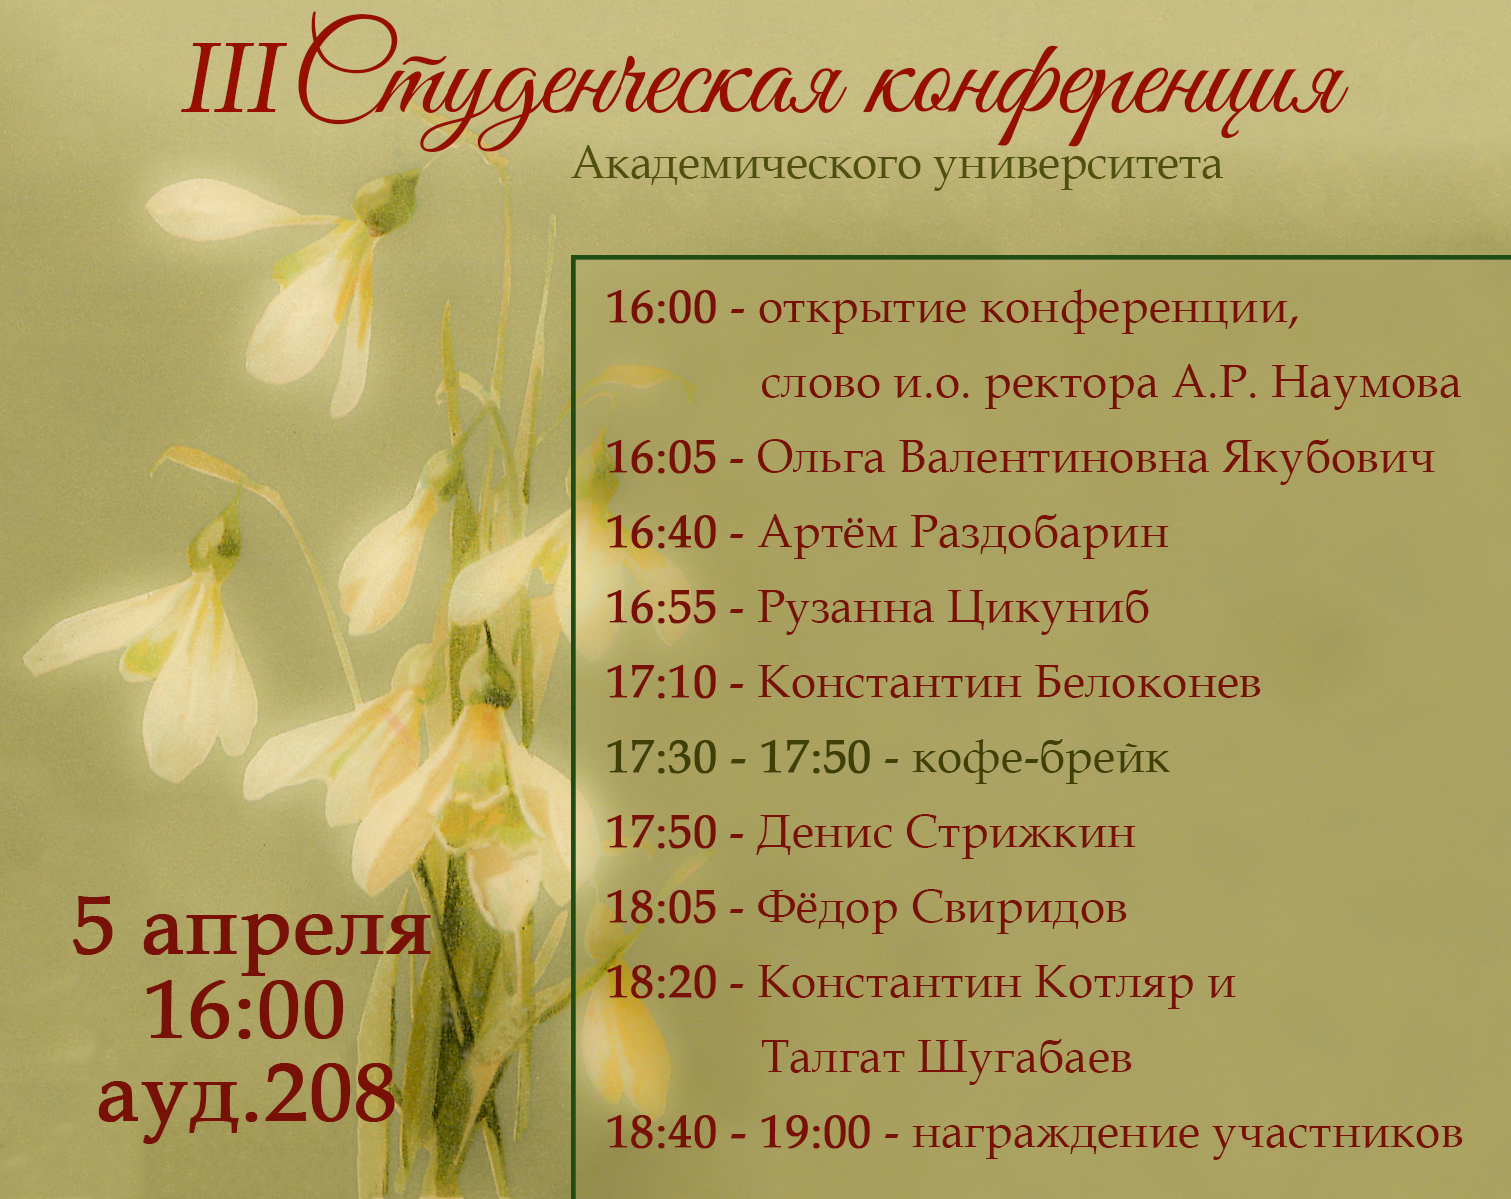 III Студенческая конференция
Академического университета
16:00 - открытие конференции,
слово и.о. ректора А.Р. Наумова
16:05 - Ольга Валентиновна Якубович
16:40 - Артём Раздобарин
16:55 - Рузанна Цикуниб
17:10 - Константин Белоконев
17:30 - 17:50 - кофе-брейк
17:50 - Денис Стрижкин
18:05 - Фёдор Свиридов
18:20 - Константин Котляр и
Талгат Шугабаев
18:40 - 19:00 - награждение участников
5 апреля
16:00
ауд.208